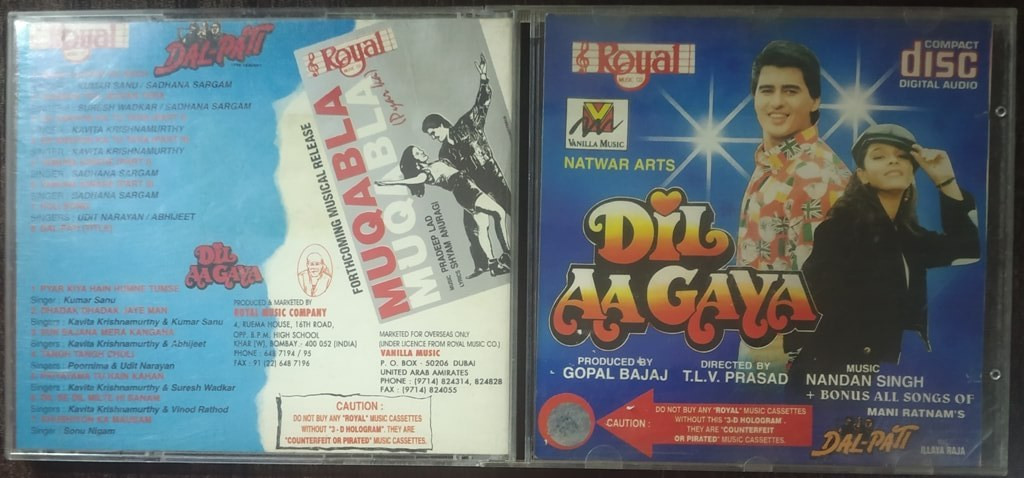 Royal
DAL-PATI
KUMAR SANU / SADHANA SARGAM
SURESH WADKAR / SADHANA SARGAM
KAVITA KRISHNAMURTHY
KAVITA KRISHNAMURTHY
SADHANA SARGAM
SADHANA SARGAM
SINGERS : UDIT NARAYAN / ABHIJEET
DIL
AA GAYA
1. PYAR KIYA HAIN HUMNE TUMSE
Singer : Kumar Sanu
2. DHADAK DHADAK JAYE MAN
Singers : Kavita Krishnamurthy & Kumar Sanu
3. SUN SAJANA MERA KANGANA
Singers : Kavita Krishnamurthy & Abhijeet
Singers : Poornima & Udit Narayan
Singers : Kavita Krishnamurthy & Suresh Wadkar
Singers : Kavita Krishnamurthy & Vinod Rathod
Singer : Sonu Nigam
Royal
FORTHCOMING MUSICAL RELEASE
MUQABLA
MUQABLA
MUSIC PRADEEP LAD
LYRICS SHYAM ANURAGI
PRODUCED & MARKETED BY
ROYAL MUSIC COMPANY
4, RUEMA HOUSE, 16TH ROAD,
OFF. B.P.M. HIGH SCHOOL
KHAR (W), BOMBAY - 400 052 (INDIA)
PHONE : 648 7194 / 95
FAX : 91 (22) 648 7196
MARKETED FOR OVERSEAS ONLY
(UNDER LICENCE FROM ROYAL MUSIC CO.)
VANILLA MUSIC
P. O. BOX - 50206 DUBAI
UNITED ARAB AMIRATES
PHONE : (9714) 824314, 824828
FAX : (9714) 824055
CAUTION :
DO NOT BUY ANY "ROYAL" MUSIC CASSETTES
WITHOUT "3-D HOLOGRAM". THEY ARE
"COUNTERFEIT OR PIRATED" MUSIC CASSETTES.
Royal
MUSIC CO
COMPACT
disc
DIGITAL AUDIO
VANILLA MUSIC
NATWAR ARTS
DIL
AA GAYA
PRODUCED BY
GOPAL BAJAJ
DIRECTED BY
T.L.V. PRASAD
MUSIC
NANDAN SINGH
+ BONUS ALL SONGS OF
MANI RATNAM'S
DAL-PATI
ILLAYA RAJA
CAUTION :
DO NOT BUY ANY "ROYAL" MUSIC CASSETTES
WITHOUT THIS "3-D HOLOGRAM".
THEY ARE "COUNTERFEIT
OR PIRATED" MUSIC CASSETTES.